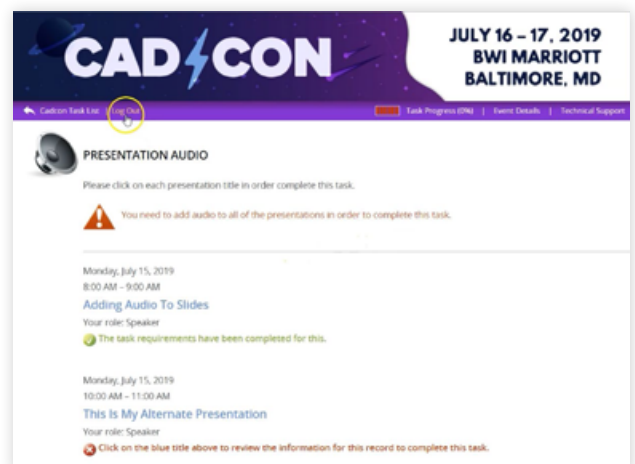 CAD CON
JULY 16 – 17, 2019
BWI MARRIOTT
BALTIMORE, MD
Cadcon Task List | Log Out
Task Progress (0%) | Event Details | Technical Support
PRESENTATION AUDIO
Please click on each presentation title in order complete this task.
You need to add audio to all of the presentations in order to complete this task.
Monday, July 15, 2019
8:00 AM – 9:00 AM
Adding Audio To Slides
Your role: Speaker
The task requirements have been completed for this.
Monday, July 15, 2019
10:00 AM – 11:00 AM
This Is My Alternate Presentation
Your role: Speaker
Click on the blue title above to review the information for this record to complete this task.